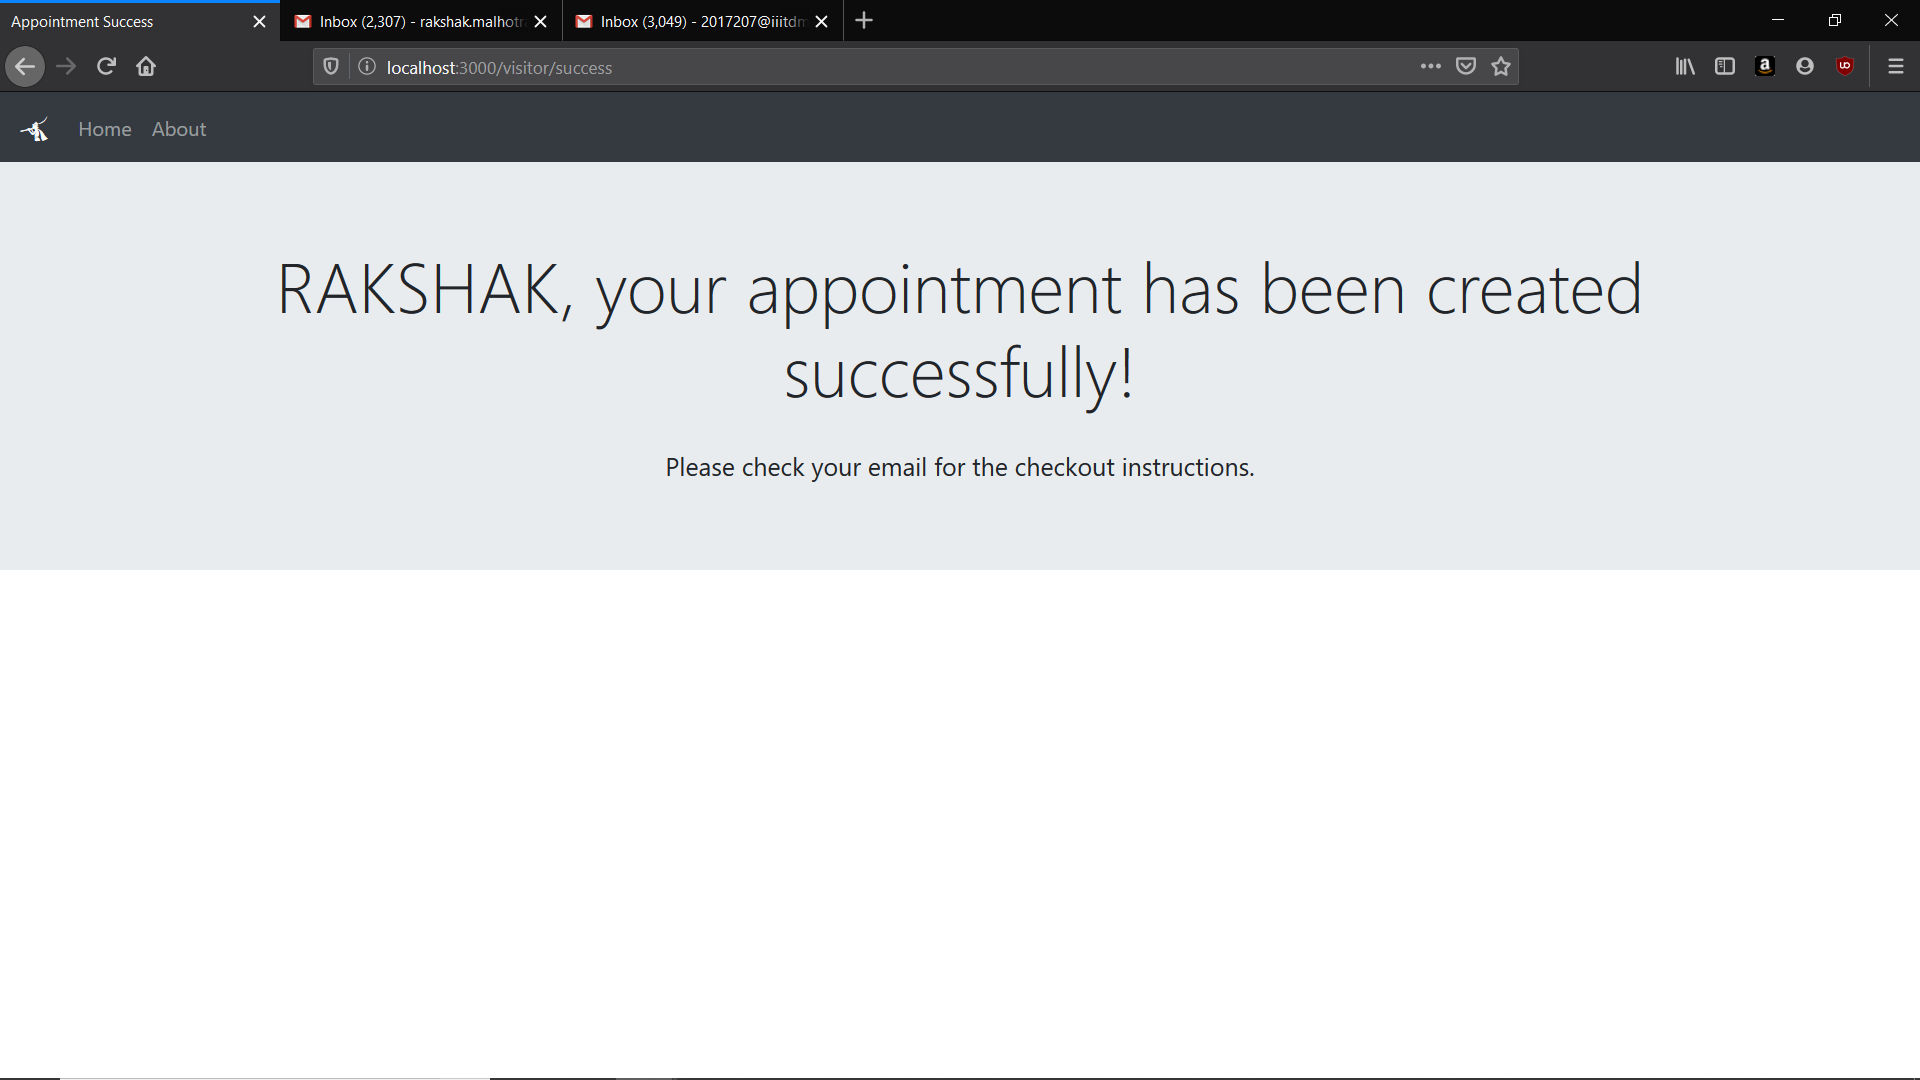 Appointment Success
Inbox (2,307) - rakshak.malhotr
Inbox (3,049) - 2017207@iiitdm
localhost:3000/visitor/success
Home
About
RAKSHAK, your appointment has been created
successfully!
Please check your email for the checkout instructions.